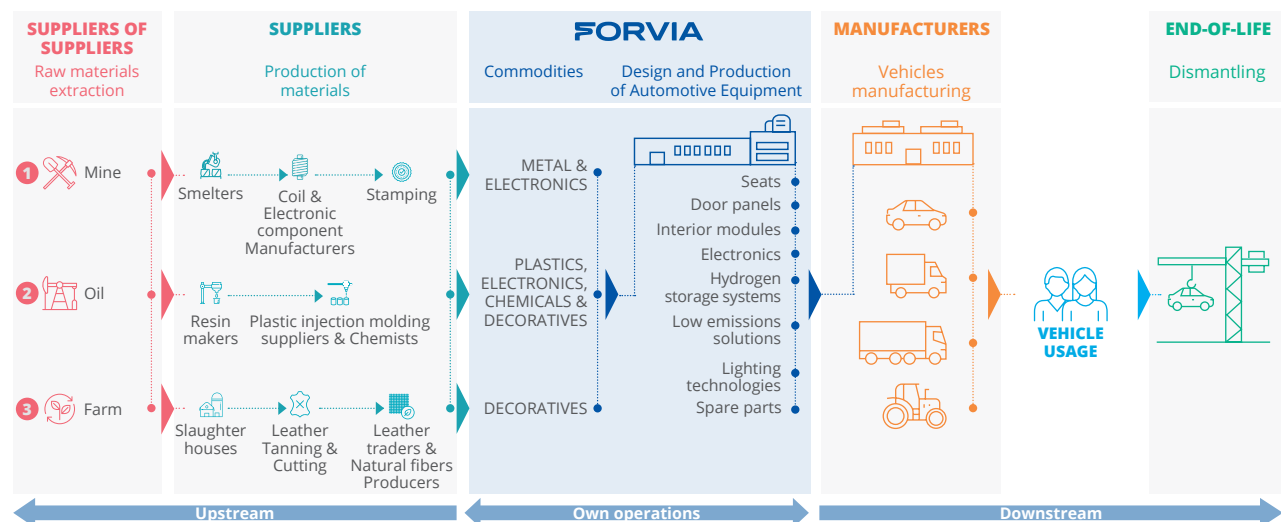 SUPPLIERS OF
SUPPLIERS
Raw materials
extraction
SUPPLIERS
Production of
materials
FORVIA
Commodities
Design and Production
of Automotive Equipment
MANUFACTURERS
Vehicles
manufacturing
END-OF-LIFE
Dismantling
1 Mine
2 Oil
3 Farm
Smelters
Coil &
Electronic
component
Manufacturers
Stamping
Resin
makers
Plastic injection molding
suppliers & Chemists
Slaughter
houses
Leather
Tanning &
Cutting
Leather
traders &
Natural fibers
Producers
METAL &
ELECTRONICS
PLASTICS,
ELECTRONICS,
CHEMICALS &
DECORATIVES
DECORATIVES
Seats
Door panels
Interior modules
Electronics
Hydrogen
storage systems
Low emissions
solutions
Lighting
technologies
Spare parts
VEHICLE
USAGE
Upstream
Own operations
Downstream